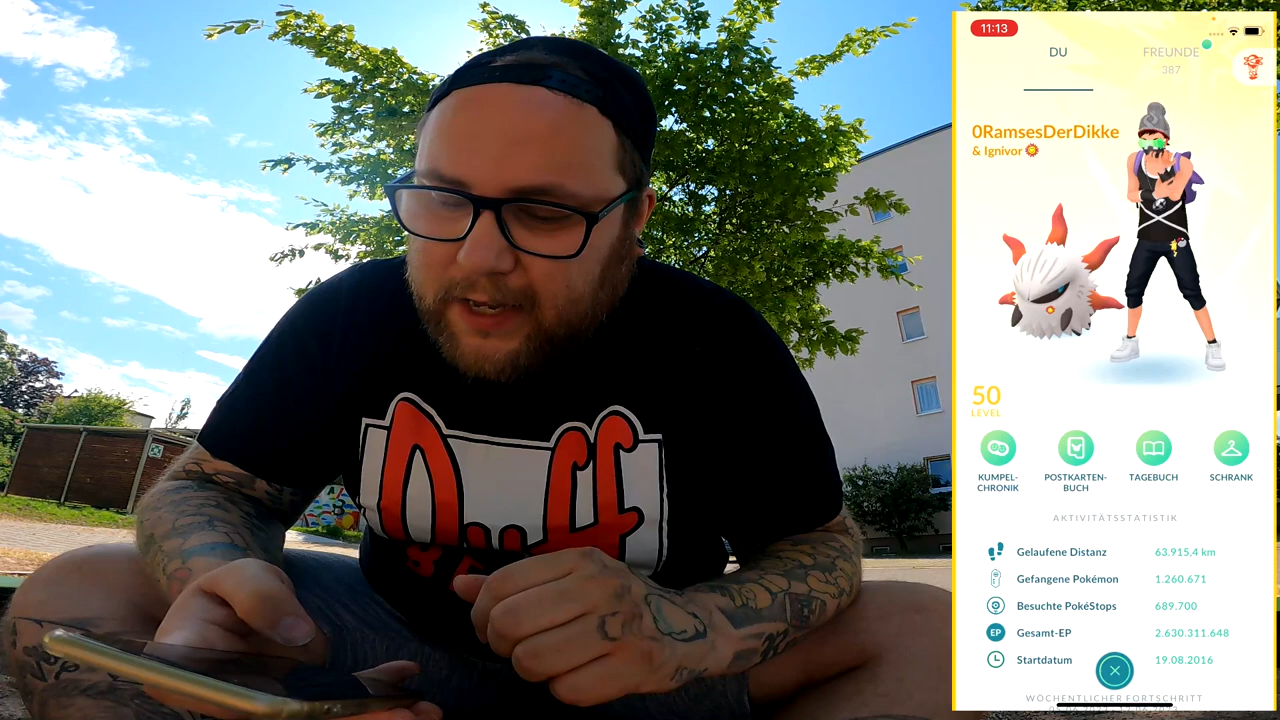 Duff
11:13
DU
FREUNDE
387
0RamsesDerDikke
& Ignivor
50
LEVEL
KUMPEL-
CHRONIK
POSTKARTEN-
BUCH
TAGEBUCH
SCHRANK
AKTIVITÄTSSTATISTIK
Gelaufene Distanz 63.915,4 km
Gefangene Pokémon 1.260.671
Besuchte PokéStops 689.700
EP Gesamt-EP 2.630.311.648
Startdatum 19.08.2016
WÖCHENTLICHER FORTSCHRITT